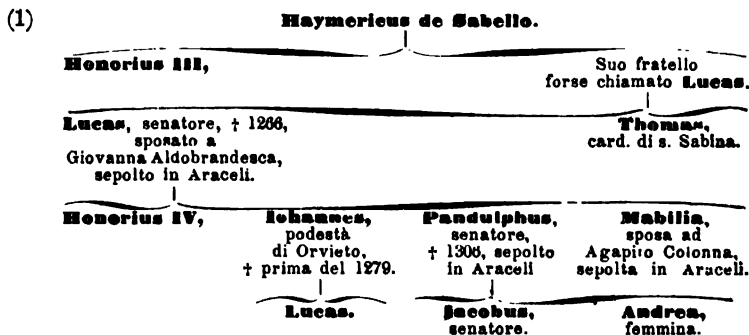 (1)
Haymericus de Sabello.
Honorius III,
Suo fratello
forse chiamato Lucas.
Lucas, senatore, † 1266,
sposato a
Giovanna Aldobrandesca,
sepolto in Araceli.
Thomas,
card. di s. Sabina.
Honorius IV,
Iohannes,
podestà
di Orvieto,
† prima del 1279.
Pandulphus,
senatore,
† 1306, sepolto
in Araceli
Mabilia,
sposa ad
Agapito Colonna,
sepolta in Araceli.
Lucas.
Jacobus,
senatore.
Andrea,
femmina.